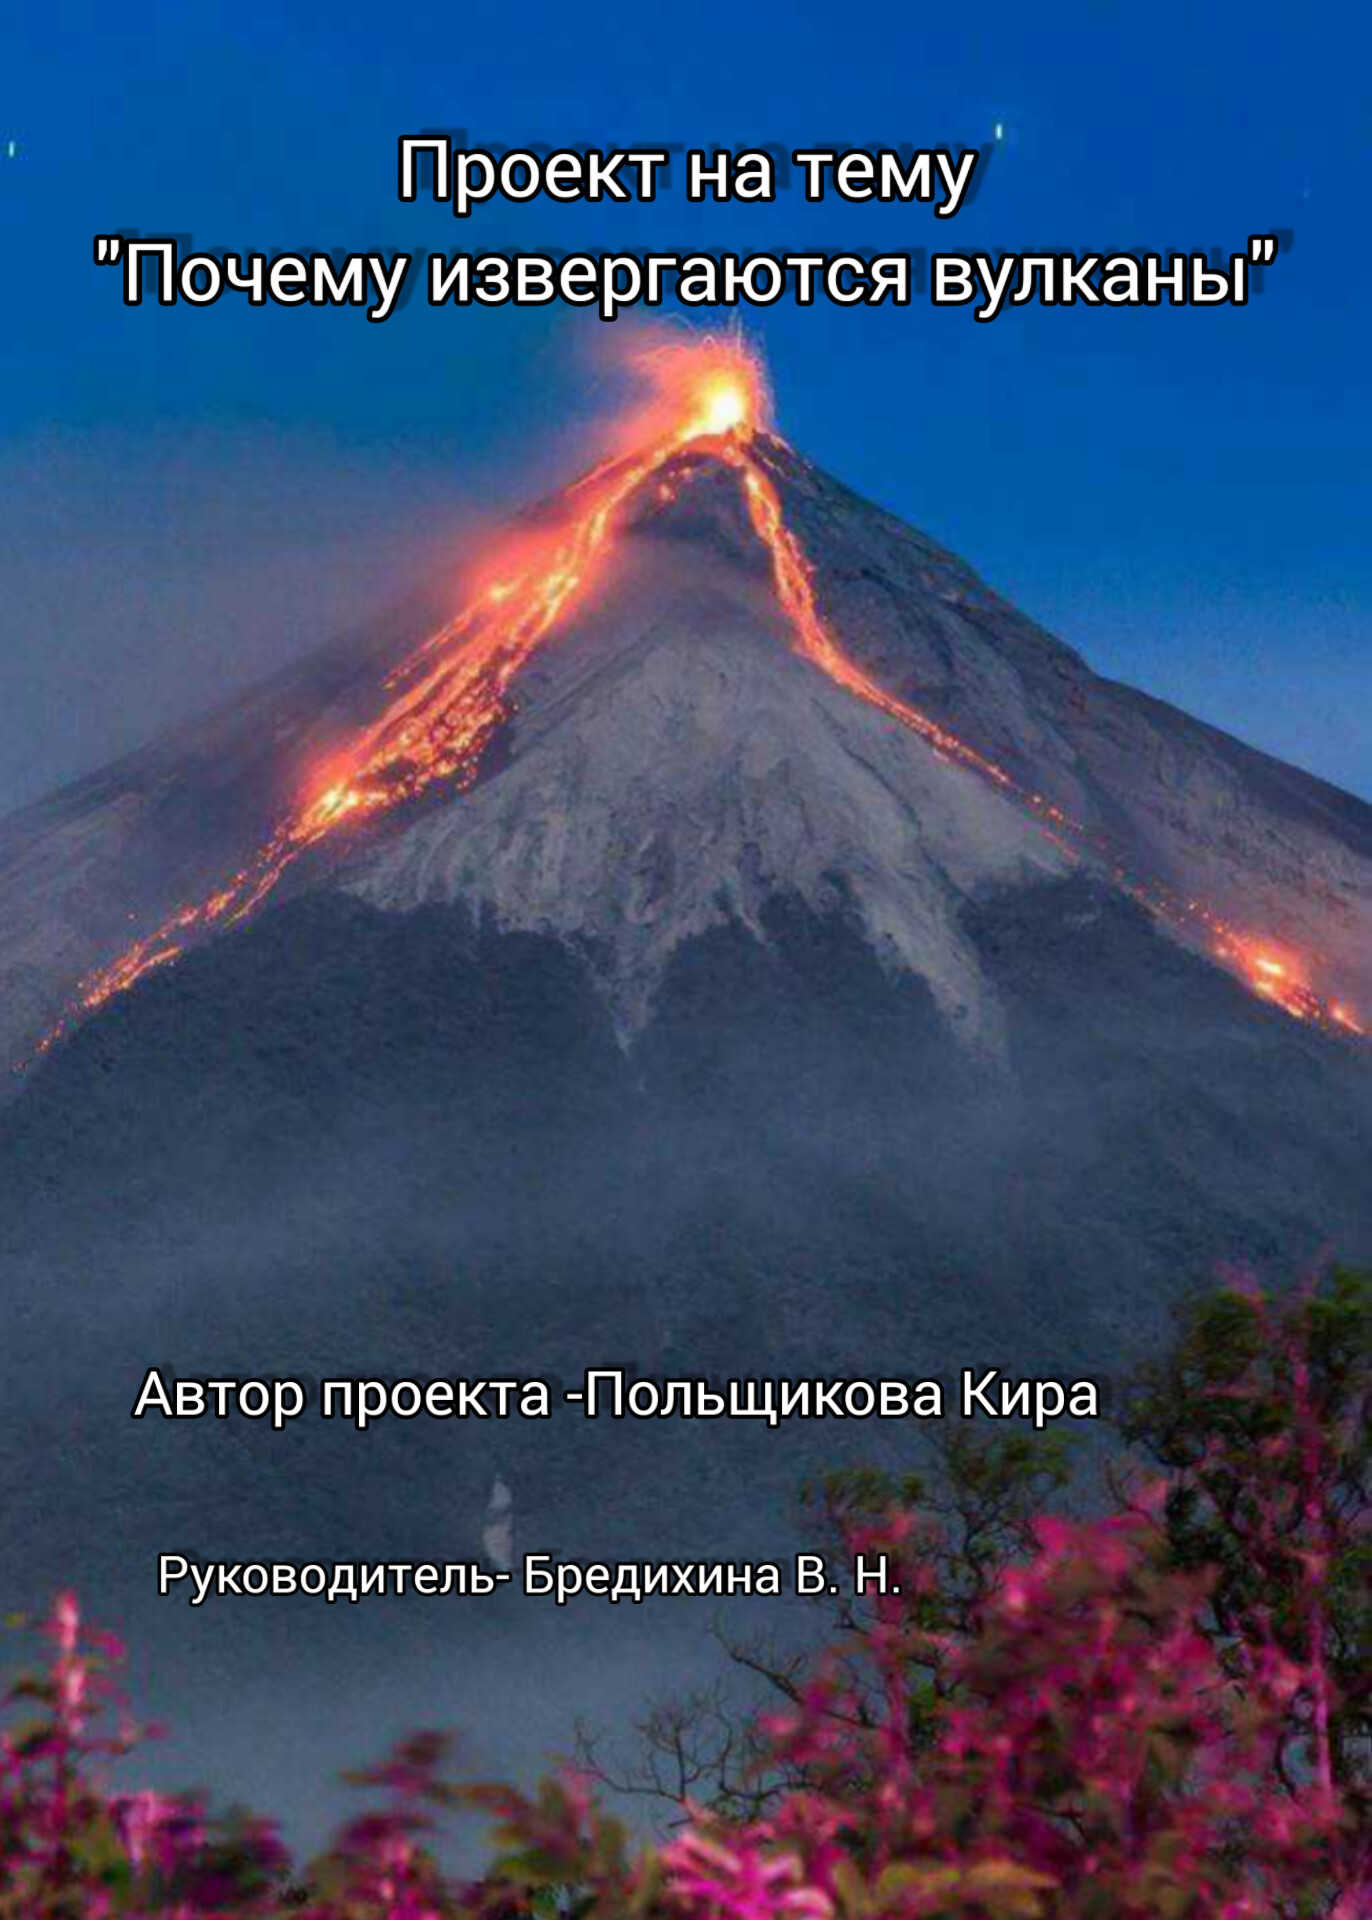 Проект на тему
"Почему извергаются вулканы"
Автор проекта -Польщикова Кира
Руководитель- Бредихина В. Н.